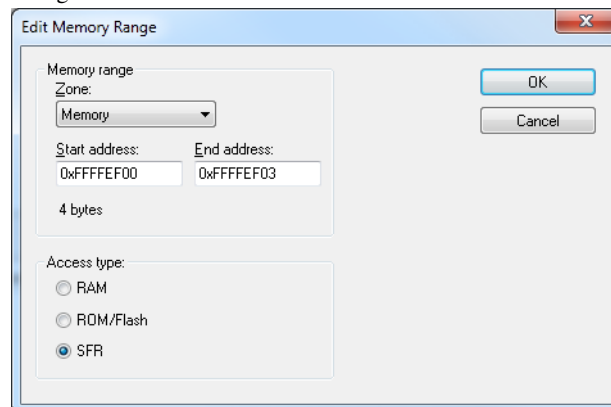 Edit Memory Range
Memory range
Zone:
Memory
Start address:
End address:
0xFFFFEF00
0xFFFFEF03
4 bytes
Access type:
RAM
ROM/Flash
SFR
OK
Cancel